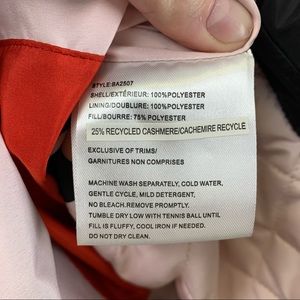 STYLE:BA2507
SHELL/EXTÉRIEUR: 100%POLYESTER
LINING/DOUBLURE: 100%POLYESTER
FILL/BOURRE: 75% POLYESTER
25% RECYCLED CASHMERE/CACHEMIRE RECYCLE
EXCLUSIVE OF TRIMS/
GARNITURES NON COMPRISES
MACHINE WASH SEPARATELY, COLD WATER,
GENTLE CYCLE, MILD DETERGENT,
NO BLEACH.REMOVE PROMPTLY.
TUMBLE DRY LOW WITH TENNIS BALL UNTIL
FILL IS FLUFFY, COOL IRON IF NEEDED.
DO NOT DRY CLEAN.